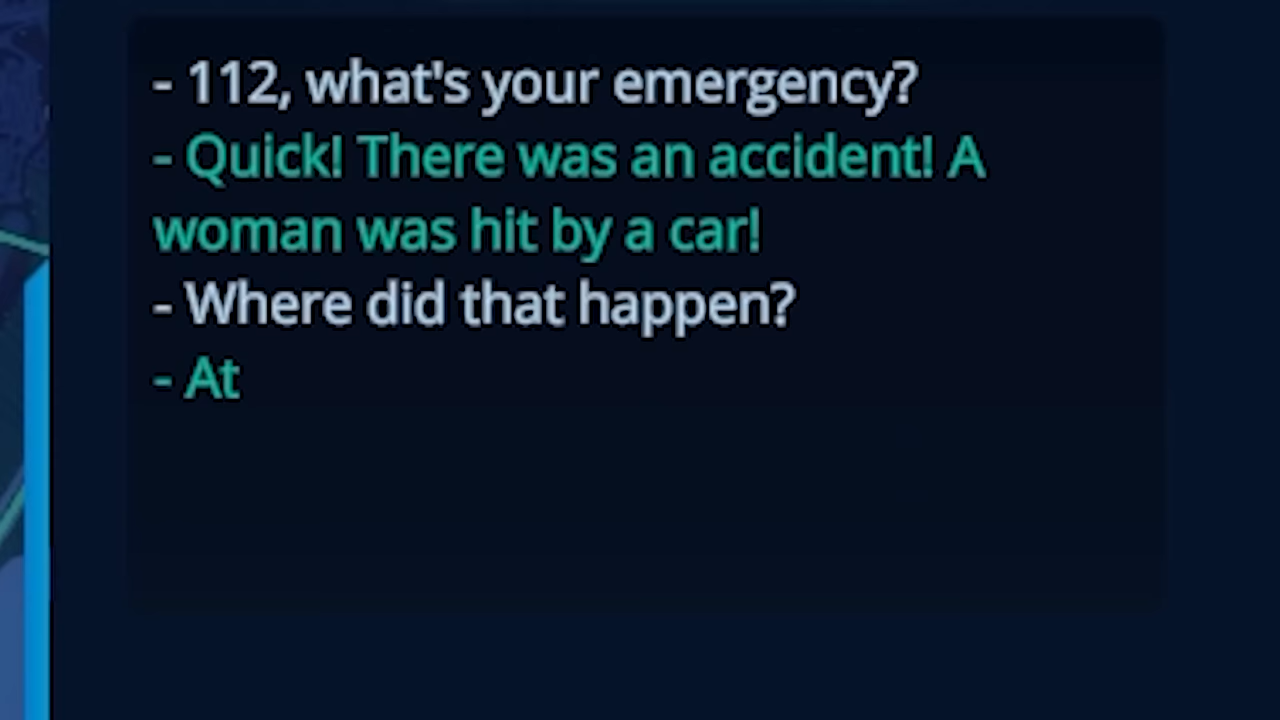 - 112, what's your emergency?
- Quick! There was an accident! A
woman was hit by a car!
- Where did that happen?
- At